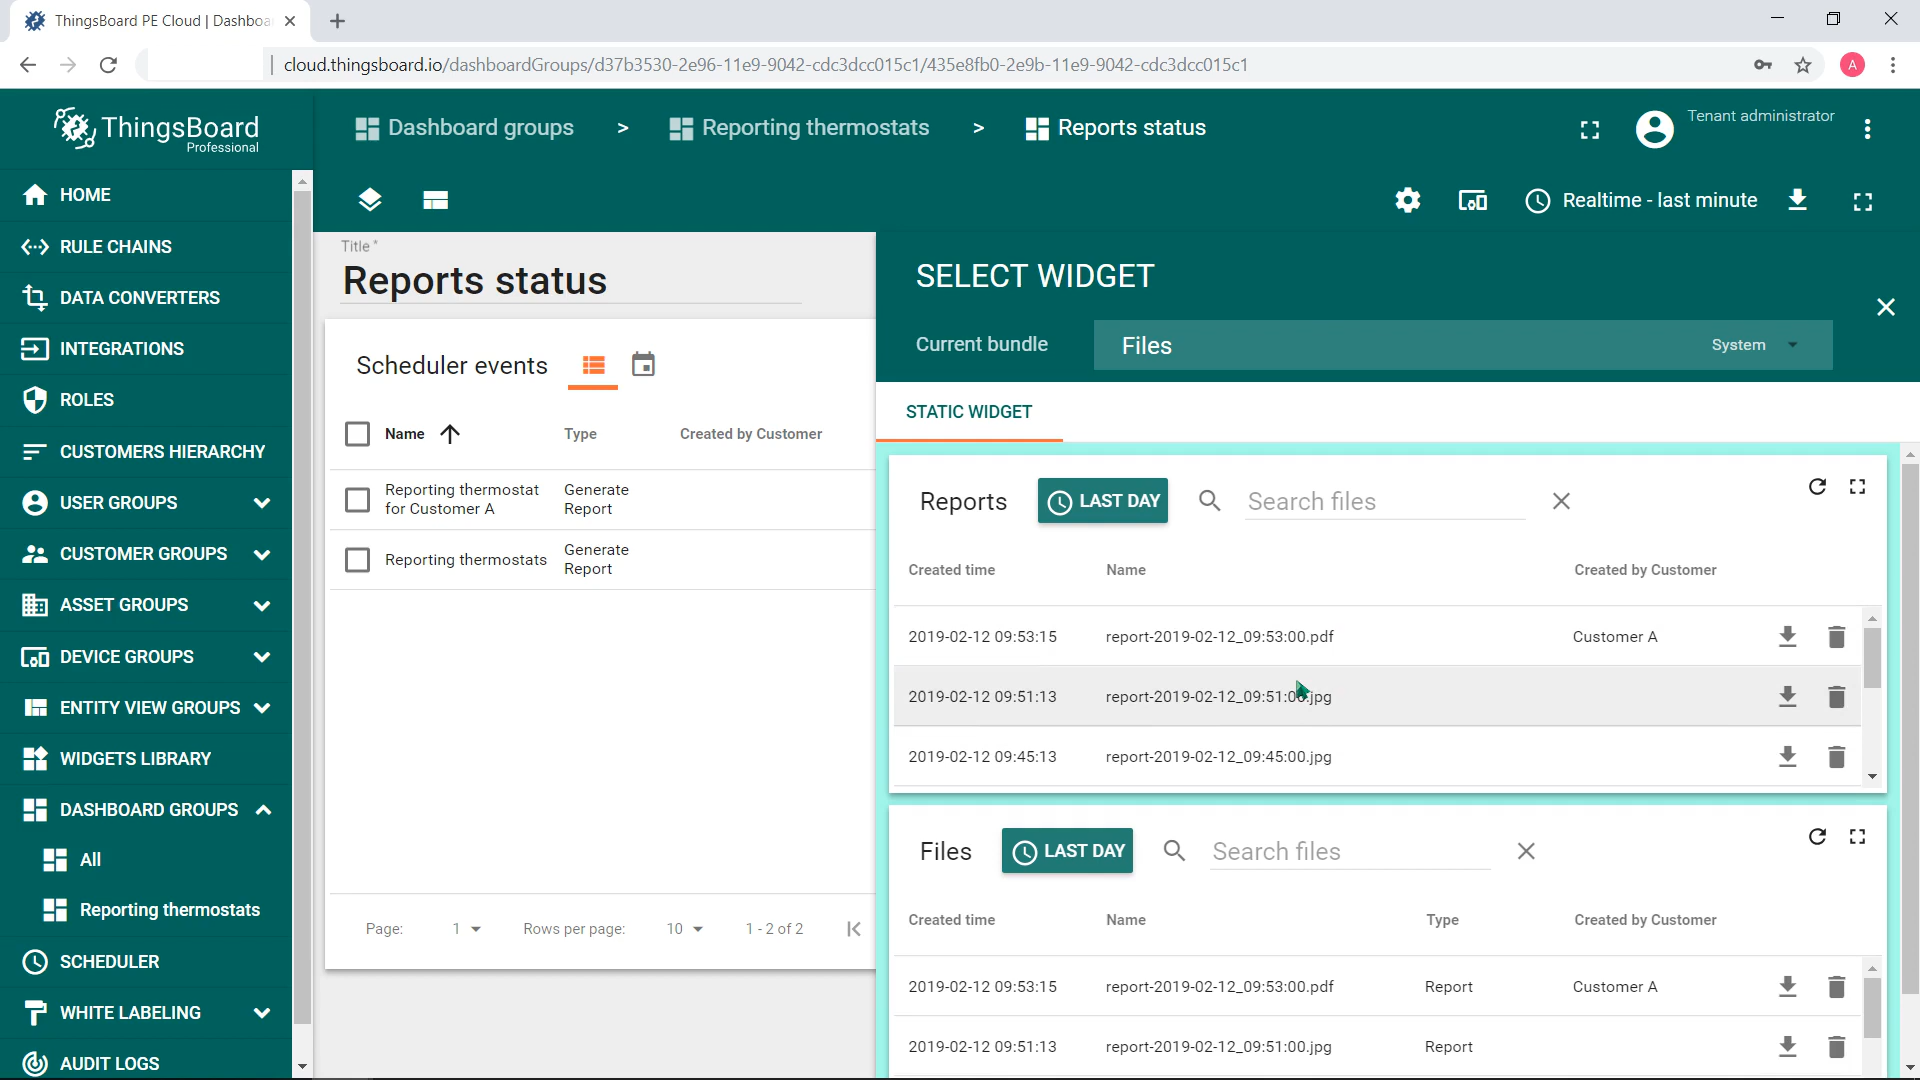 ThingsBoard PE Cloud | Dashboa
cloud.thingsboard.io/dashboardGroups/d37b3530-2e96-11e9-9042-cdc3dcc015c1/435e8fb0-2e9b-11e9-9042-cdc3dcc015c1
A
ThingsBoard
Professional
Dashboard groups > Reporting thermostats > Reports status
Tenant administrator
Realtime - last minute
HOME
RULE CHAINS
DATA CONVERTERS
INTEGRATIONS
ROLES
CUSTOMERS HIERARCHY
USER GROUPS
CUSTOMER GROUPS
ASSET GROUPS
DEVICE GROUPS
ENTITY VIEW GROUPS
WIDGETS LIBRARY
DASHBOARD GROUPS
All
Reporting thermostats
SCHEDULER
WHITE LABELING
AUDIT LOGS
Title *
Reports status
Scheduler events
Name Type Created by Customer
Reporting thermostat for Customer A Generate Report
Reporting thermostats Generate Report
Page: 1 Rows per page: 10 1 - 2 of 2
SELECT WIDGET
Current bundle Files System
STATIC WIDGET
Reports LAST DAY Search files
Created time Name Created by Customer
2019-02-12 09:53:15 report-2019-02-12_09:53:00.pdf Customer A
2019-02-12 09:51:13 report-2019-02-12_09:51:00.jpg
2019-02-12 09:45:13 report-2019-02-12_09:45:00.jpg
Files LAST DAY Search files
Created time Name Type Created by Customer
2019-02-12 09:53:15 report-2019-02-12_09:53:00.pdf Report Customer A
2019-02-12 09:51:13 report-2019-02-12_09:51:00.jpg Report